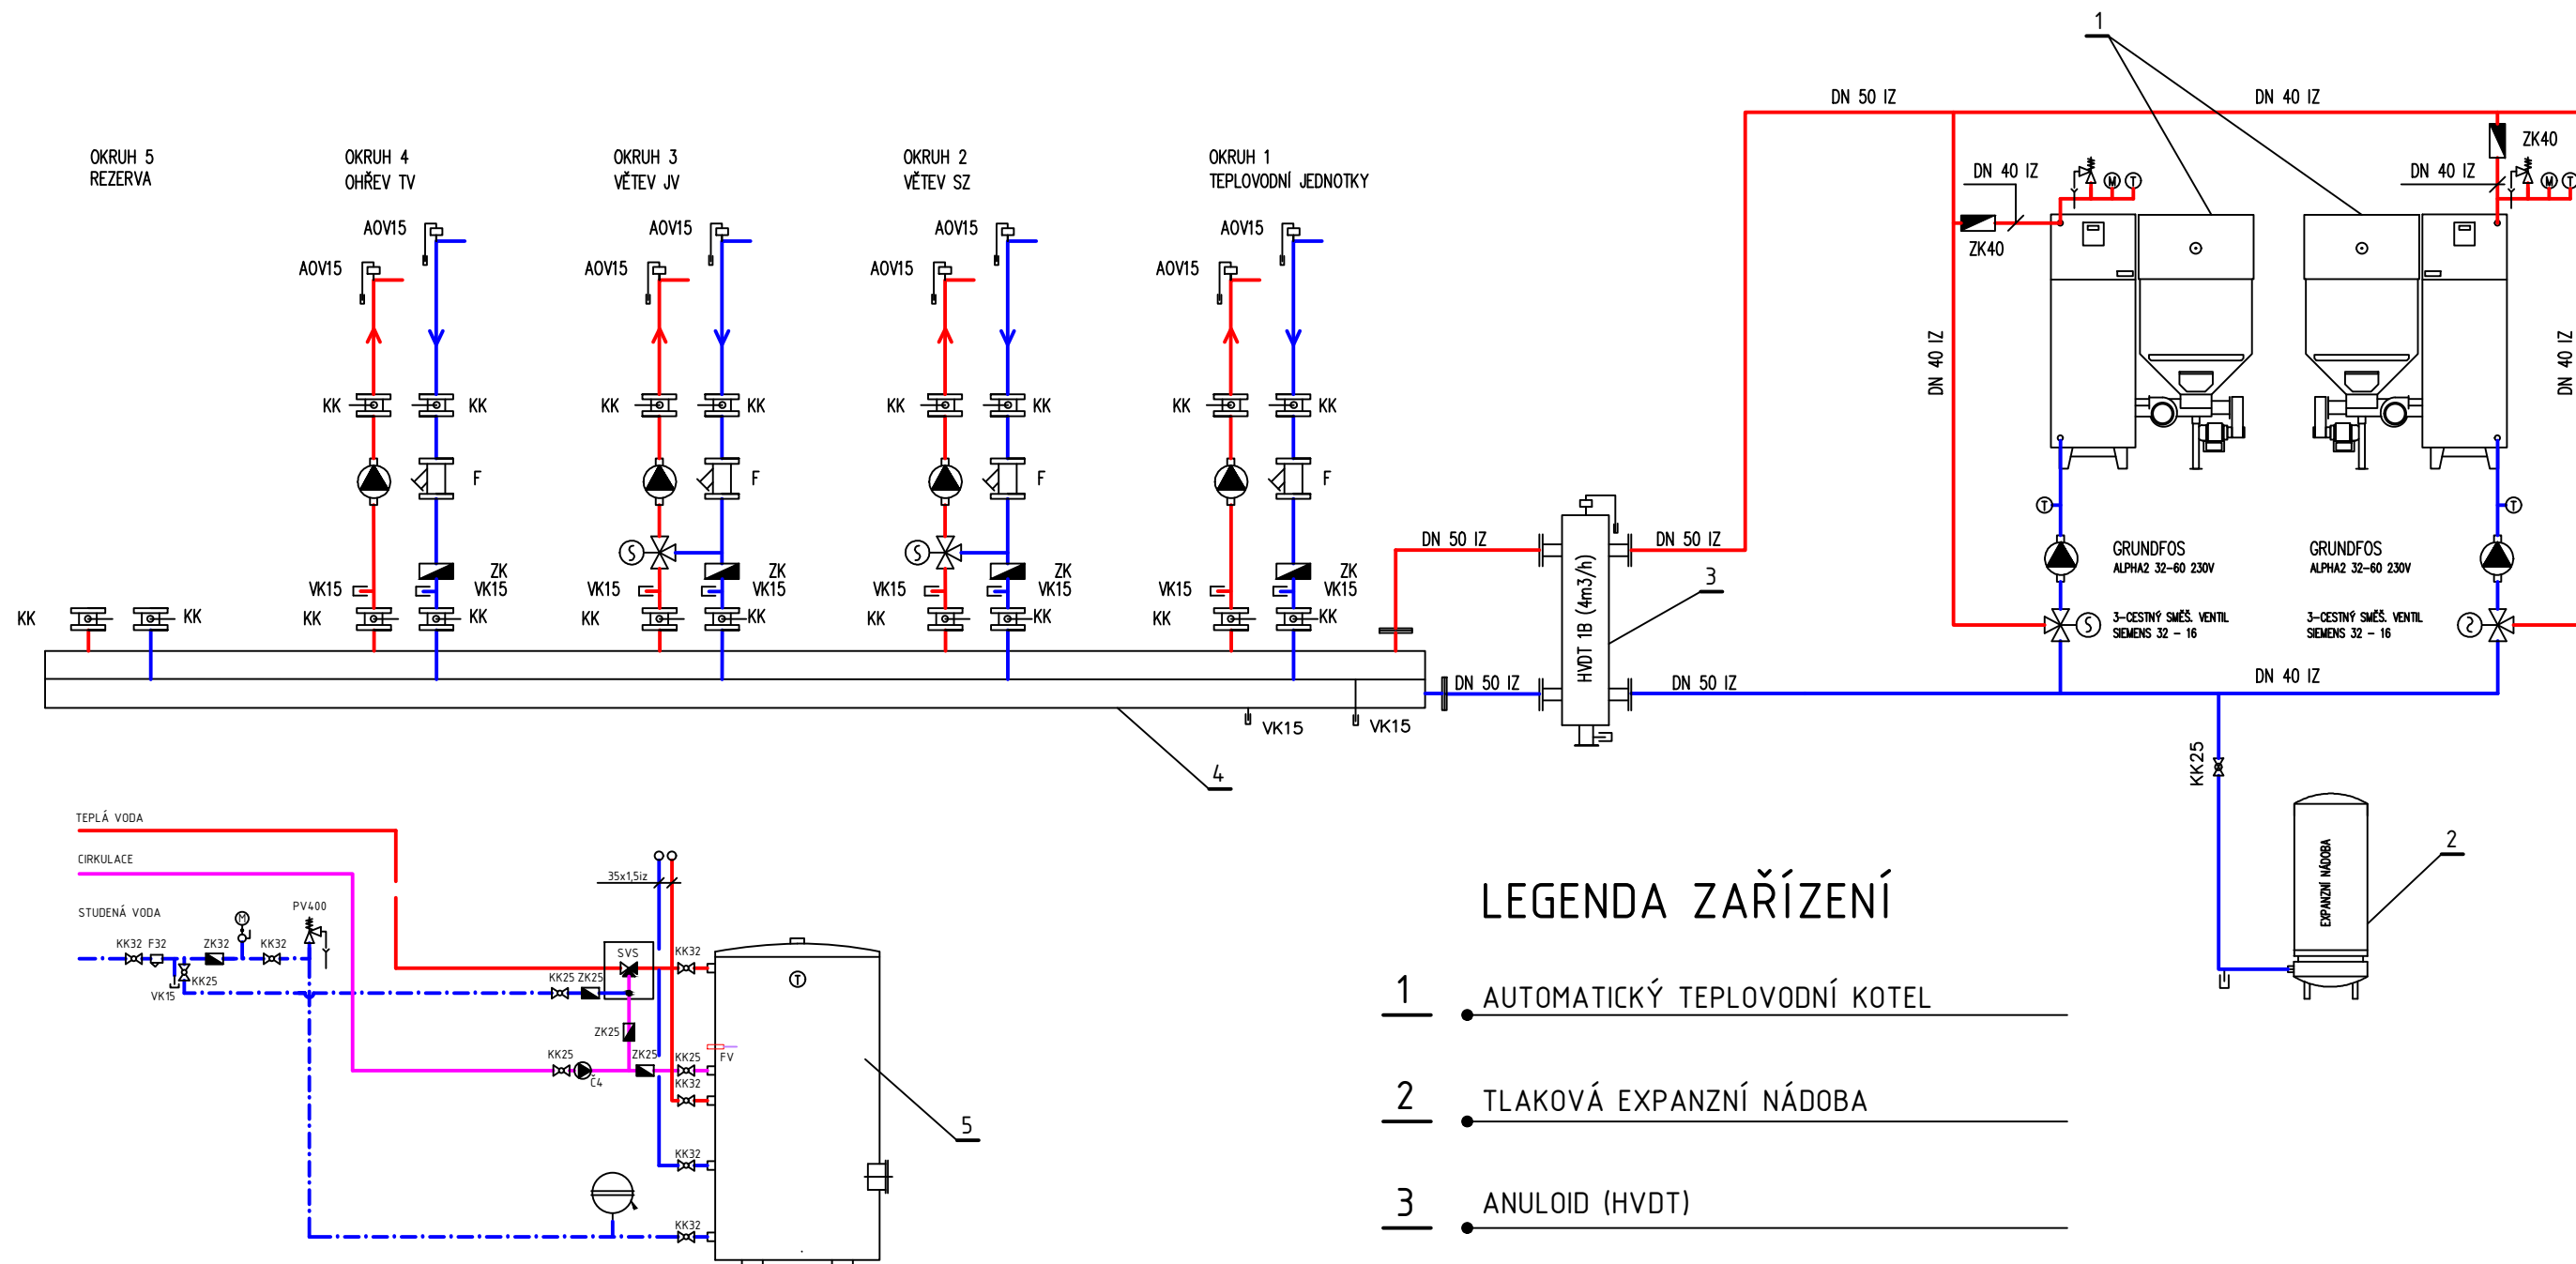 1
DN 50 IZ
DN 40 IZ
ZK40
OKRUH 5
REZERVA
OKRUH 4
OHŘEV TV
OKRUH 3
VĚTEV JV
OKRUH 2
VĚTEV SZ
OKRUH 1
TEPLOVODNÍ JEDNOTKY
DN 40 IZ
M
T
DN 40 IZ
M
T
AOV15
AOV15
AOV15
AOV15
ZK40
AOV15
AOV15
AOV15
AOV15
DN 40 IZ
DN 40 IZ
KK
KK
KK
KK
KK
KK
KK
KK
F
F
F
F
T
T
DN 50 IZ
DN 50 IZ
HVDT 1B (4m3/h)
3
GRUNDFOS
ALPHA2 32-60 230V
GRUNDFOS
ALPHA2 32-60 230V
S
S
ZK
ZK
ZK
ZK
VK15
VK15
VK15
VK15
VK15
VK15
VK15
VK15
KK
KK
KK
KK
KK
KK
KK
KK
KK
KK
3-CESTNÝ SMĚŠ. VENTIL
SIEMENS 32 - 16
S
3-CESTNÝ SMĚŠ. VENTIL
SIEMENS 32 - 16
S
DN 50 IZ
DN 50 IZ
DN 40 IZ
VK15
VK15
4
KK25
EXPANZNÍ NÁDOBA
2
TEPLÁ VODA
CIRKULACE
STUDENÁ VODA
35x1,5iz
PV400
M
KK32
F32
ZK32
KK32
KK25
VK15
SVS
KK32
KK25
ZK25
T
ZK25
KK25
Č4
ZK25
KK25
FV
KK32
KK32
KK32
5
LEGENDA ZAŘÍZENÍ
1 AUTOMATICKÝ TEPLOVODNÍ KOTEL
2 TLAKOVÁ EXPANZNÍ NÁDOBA
3 ANULOID (HVDT)